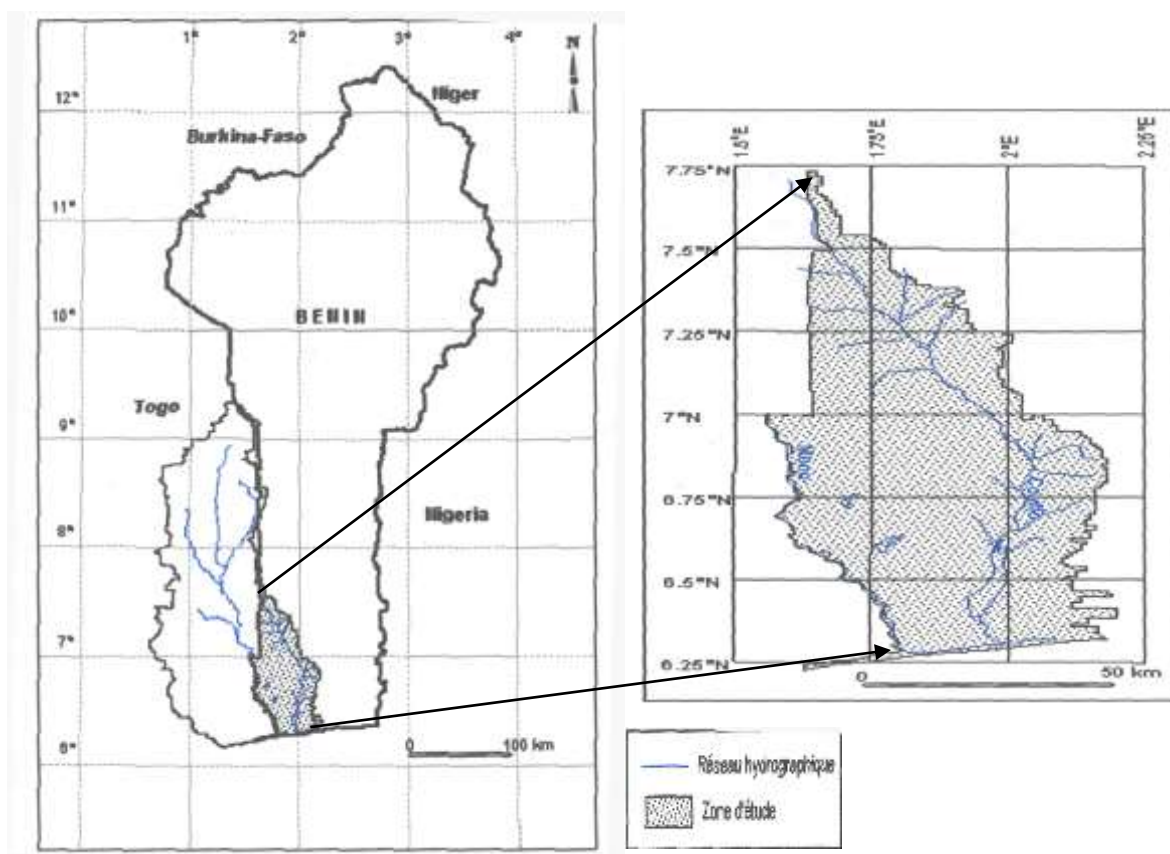 1° 2° 3° 4°
N
12°
Niger
Burkina-Faso
11°
10°
BENIN
Togo
9°
8°
Nigeria
7°
6°
0 100 km
1.5°E 1.75°E 2°E 2.25°E
7.75°N
7.5°N
7.25°N
7°N
Mono
6.75°N
6.5°N
6.25°N
0 50 km
Réseau hydrographique
Zone d'étude